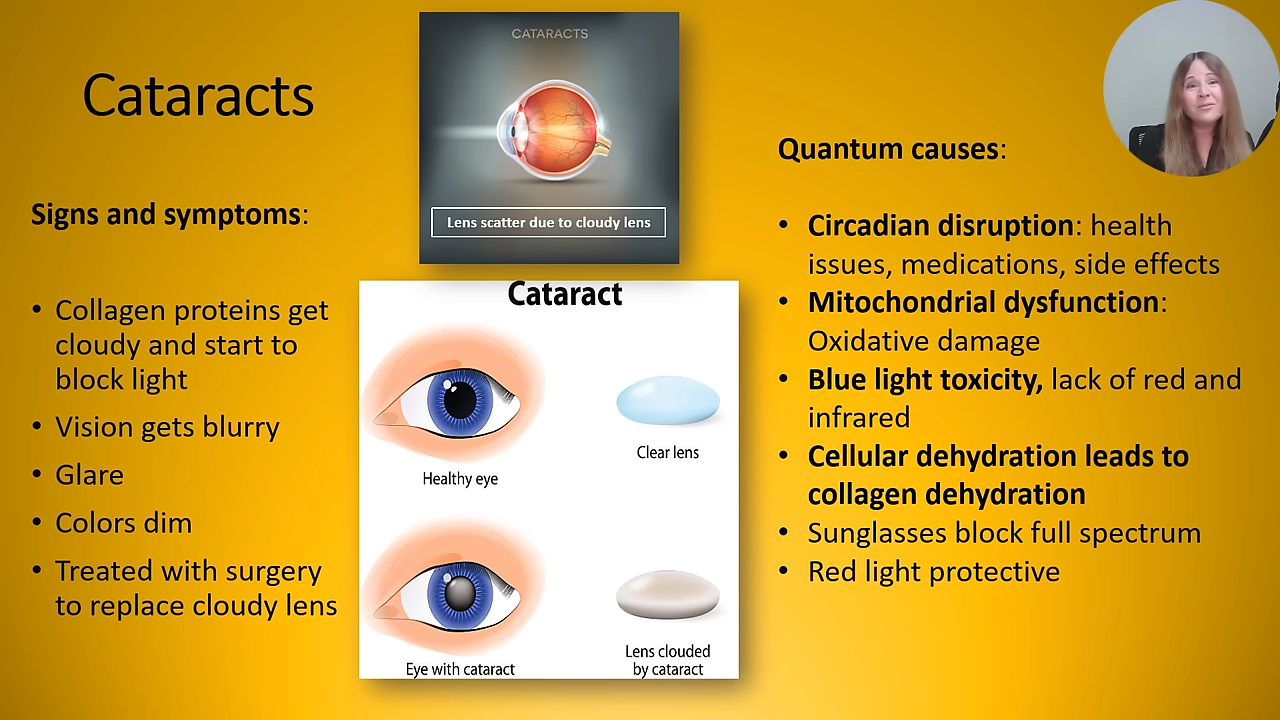 Cataracts
Signs and symptoms:
• Collagen proteins get
cloudy and start to
block light
• Vision gets blurry
• Glare
• Colors dim
• Treated with surgery
to replace cloudy lens
CATARACTS
Lens scatter due to cloudy lens
Cataract
Healthy eye
Clear lens
Eye with cataract
Lens clouded
by cataract
Quantum causes:
• Circadian disruption: health
issues, medications, side effects
• Mitochondrial dysfunction:
Oxidative damage
• Blue light toxicity, lack of red and
infrared
• Cellular dehydration leads to
collagen dehydration
• Sunglasses block full spectrum
• Red light protective